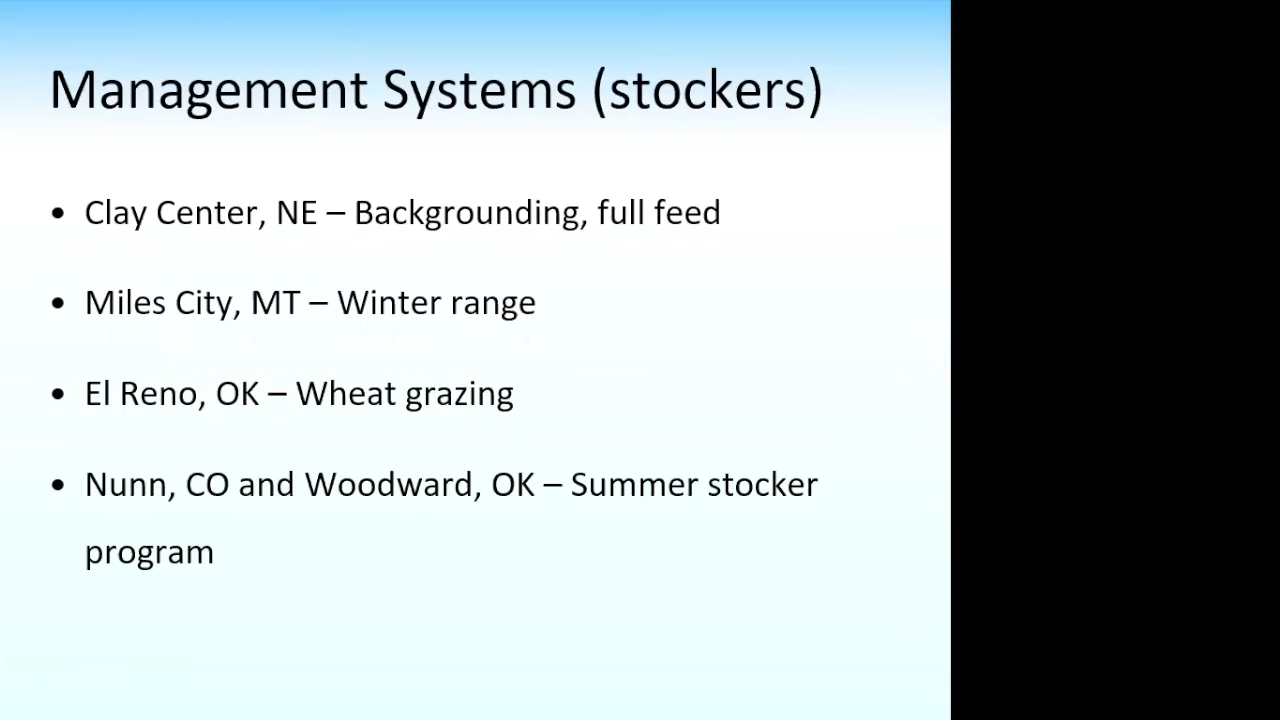 Management Systems (stockers)
• Clay Center, NE – Backgrounding, full feed
• Miles City, MT – Winter range
• El Reno, OK – Wheat grazing
• Nunn, CO and Woodward, OK – Summer stocker
program